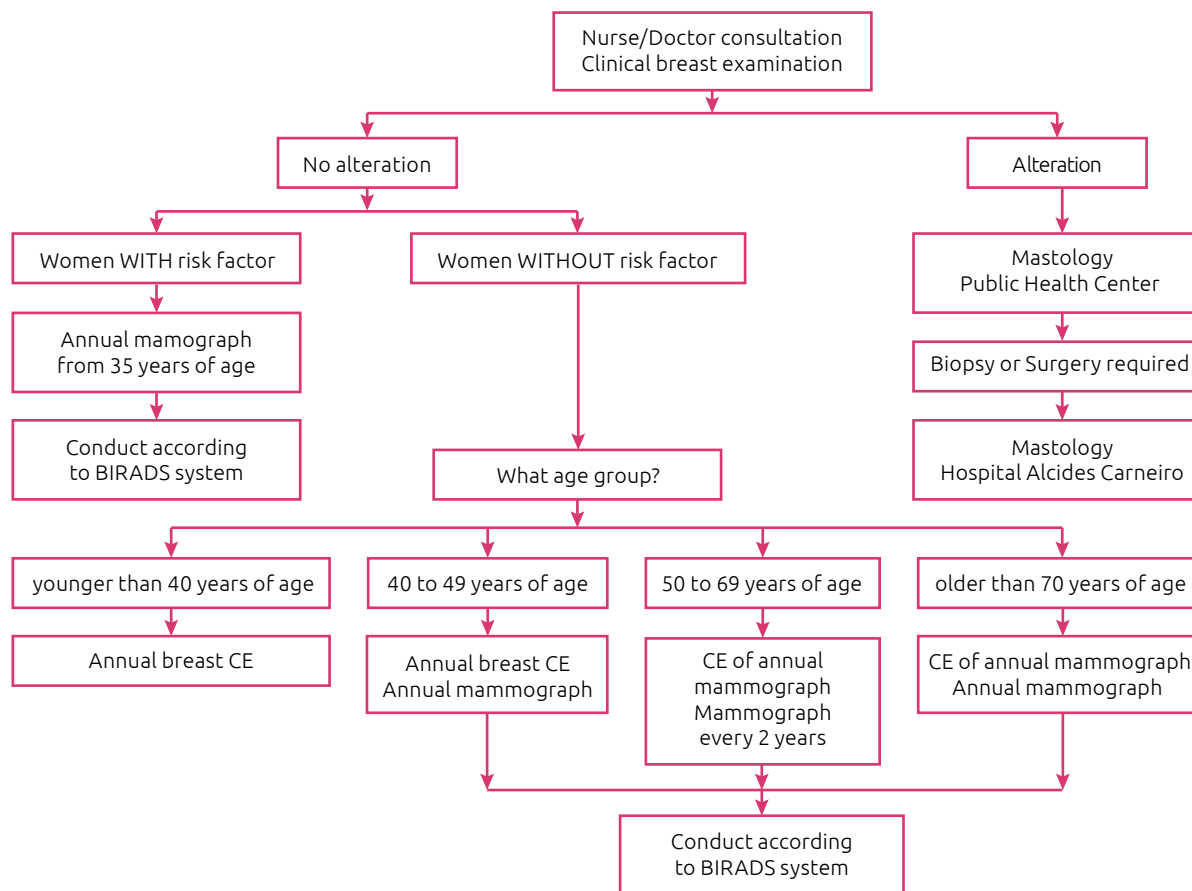 Nurse/Doctor consultation
Clinical breast examination
No alteration
Alteration
Women WITH risk factor
Women WITHOUT risk factor
Mastology
Public Health Center
Annual mamograph
from 35 years of age
Biopsy or Surgery required
Conduct according
to BIRADS system
What age group?
Mastology
Hospital Alcides Carneiro
younger than 40 years of age
40 to 49 years of age
50 to 69 years of age
older than 70 years of age
Annual breast CE
Annual breast CE
Annual mammograph
CE of annual
mammograph
Mammograph
every 2 years
CE of annual mammograph
Annual mammograph
Conduct according
to BIRADS system